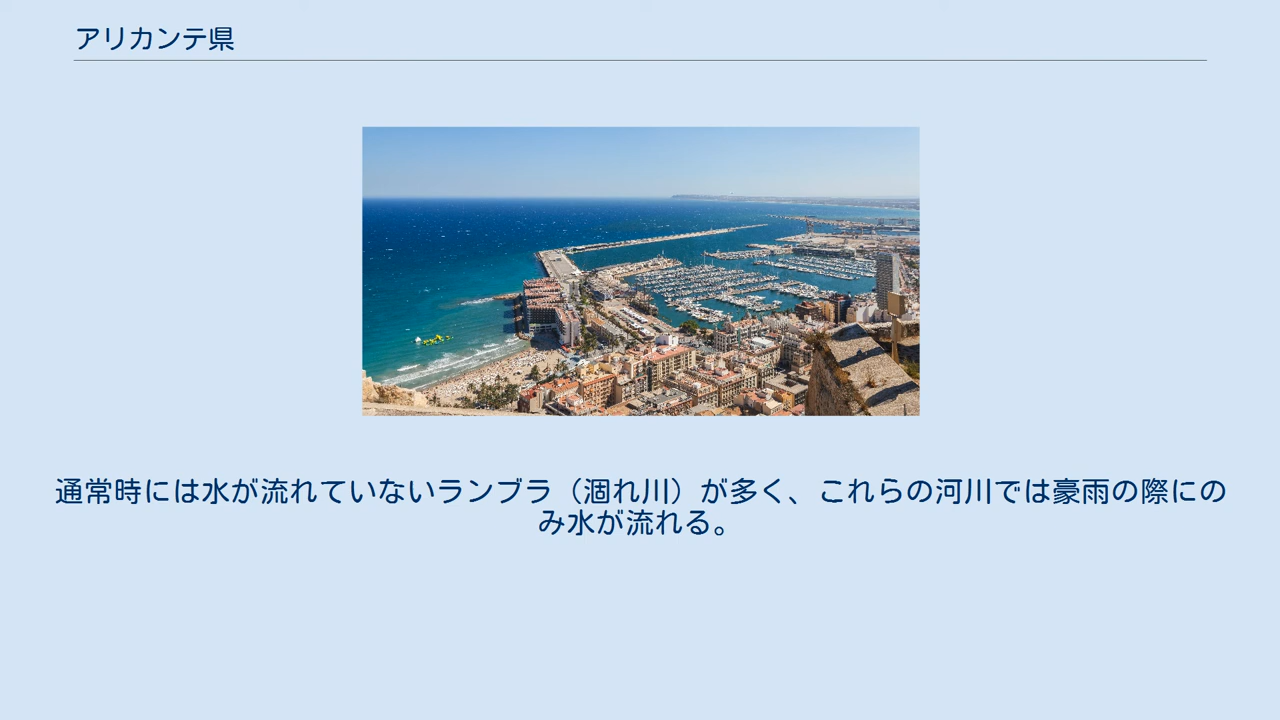 アリカンテ県
通常時には水が流れていないランブラ（涸れ川）が多く、これらの河川では豪雨の際にの
み水が流れる。